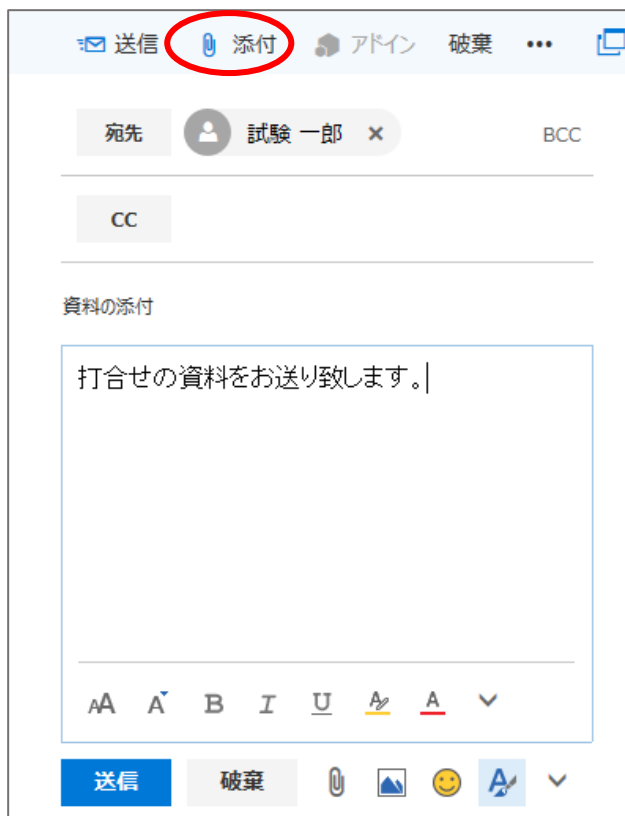 送信 添付 アドイン 破棄 •••
宛先 試験 一郎 × BCC
CC
資料の添付
打合せの資料をお送り致します。
AA A B I U A A
送信 破棄 A